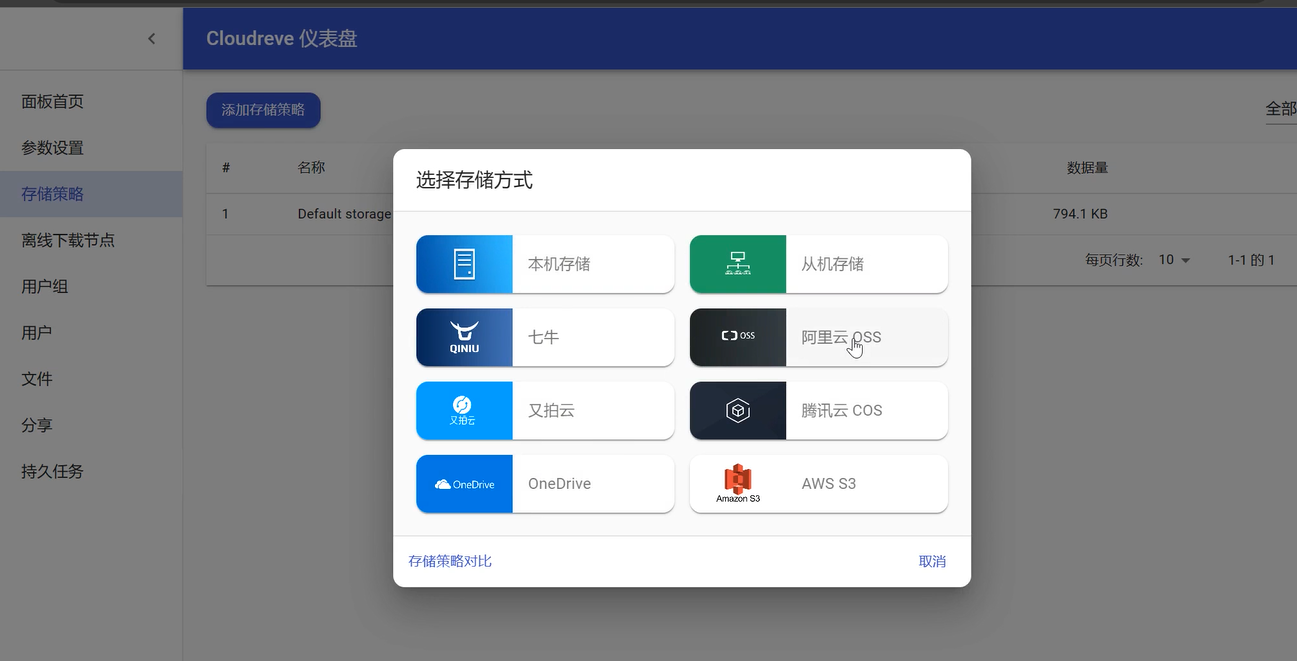 Cloudreve 仪表盘
面板首页
参数设置
存储策略
离线下载节点
用户组
用户
文件
分享
持久任务
添加存储策略
全部
# 名称 数据量
1 Default storage 794.1 KB
每页行数: 10 1-1 的 1
选择存储方式
本机存储
从机存储
QINIU 七牛
OSS 阿里云 OSS
又拍云 又拍云
腾讯云 COS
OneDrive OneDrive
Amazon S3 AWS S3
存储策略对比 取消